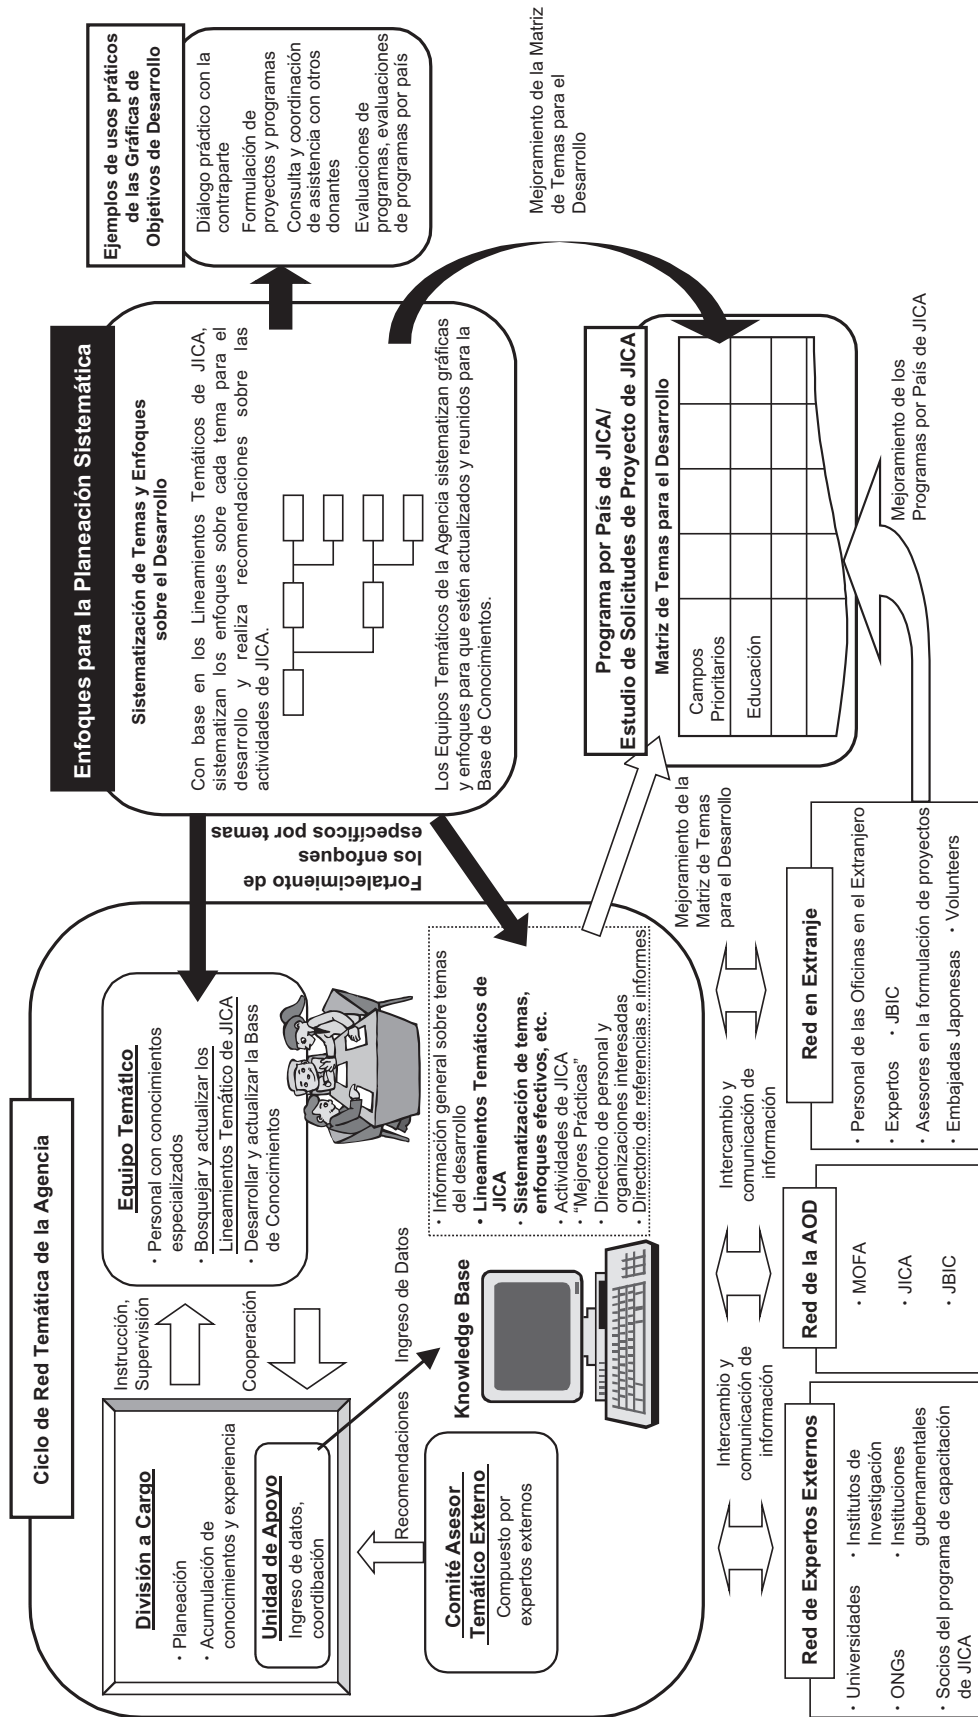 Ciclo de Red Temática de la Agencia
División a Cargo
· Planeación
· Acumulación de
conocimientos y experiencia
Unidad de Apoyo
Ingreso de datos,
coordibación
Instrucción,
Supervisión
Cooperación
Equipo Temático
· Personal con conocimientos
especializados
· Bosquejar y actualizar los
Lineamientos Temático de JICA
· Desarrollar y actualizar la Bass
de Conocimientos
Recomendaciones
Ingreso de Datos
Comité Asesor
Temático Externo
Compuesto por
expertos externos
Knowledge Base
· Información general sobre temas
del desarrollo
· Lineamientos Temáticos de
JICA
· Sistematización de temas,
enfoques efectivos, etc.
· Actividades de JICA
· “Mejores Prácticas”
· Directorio de personal y
organizaciones interesadas
· Directorio de referencias e informes
Fortalecimiento de
los enfoques
específicos por temas
Enfoques para la Planeación Sistemática
Sistematización de Temas y Enfoques
sobre el Desarrollo
Con base en los Lineamientos Temáticos de JICA,
sistematizan los enfoques sobre cada tema para el
desarrollo y realiza recomendaciones sobre las
actividades de JICA.
Los Equipos Temáticos de la Agencia sistematizan gráficas
y enfoques para que estén actualizados y reunidos para la
Base de Conocimientos.
Ejemplos de usos práticos
de las Gráficas de
Objetivos de Desarrollo
Diálogo práctico con la
contraparte
Formulación de
proyectos y programas
Consulta y coordinación
de asistencia con otros
donantes
Evaluaciones de
programas, evaluaciones
de programas por país
Mejoramiento de la Matriz
de Temas para el
Desarrollo
Programa por País de JICA/
Estudio de Solicitudes de Proyecto de JICA
Matriz de Temas para el Desarrollo
Campos
Prioritarios
Educación
Mejoramiento de la
Matriz de Temas
para el Desarrollo
Mejoramiento de los
Programas por País de JICA
Intercambio y
comunicación de
información
Intercambio y
comunicación de
información
Red de Expertos Externos
· Universidades
· Institutos de
Investigación
· ONGs
· Instituciones
gubernamentales
· Socios del programa de capacitación
de JICA
Red de la AOD
· MOFA
· JICA
· JBIC
Red en Extranje
· Personal de las Oficinas en el Extranjero
· Expertos · JBIC
· Asesores en la formulación de proyectos
· Embajadas Japonesas · Volunteers